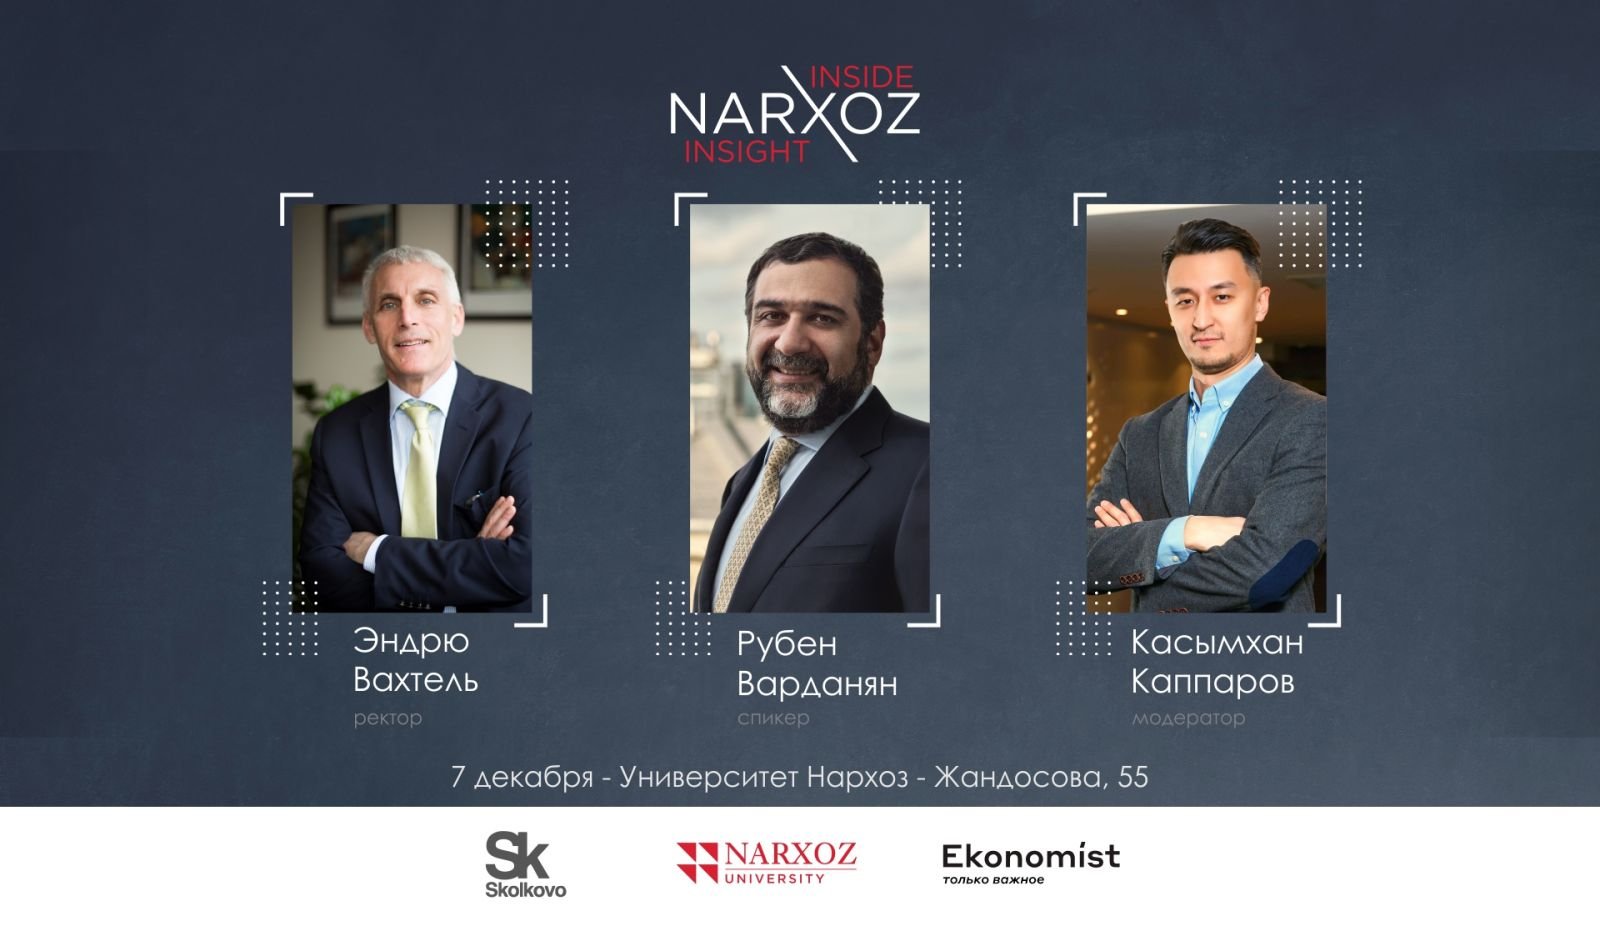 INSIDE
NARXOZ
INSIGHT
Эндрю
Вахтель
ректор
Рубен
Варданян
спикер
Касымхан
Каппаров
модератор
7 декабря - Университет Нархоз - Жандосова, 55
Sk
Skolkovo
NARXOZ
UNIVERSITY
Ekonomist
только важное